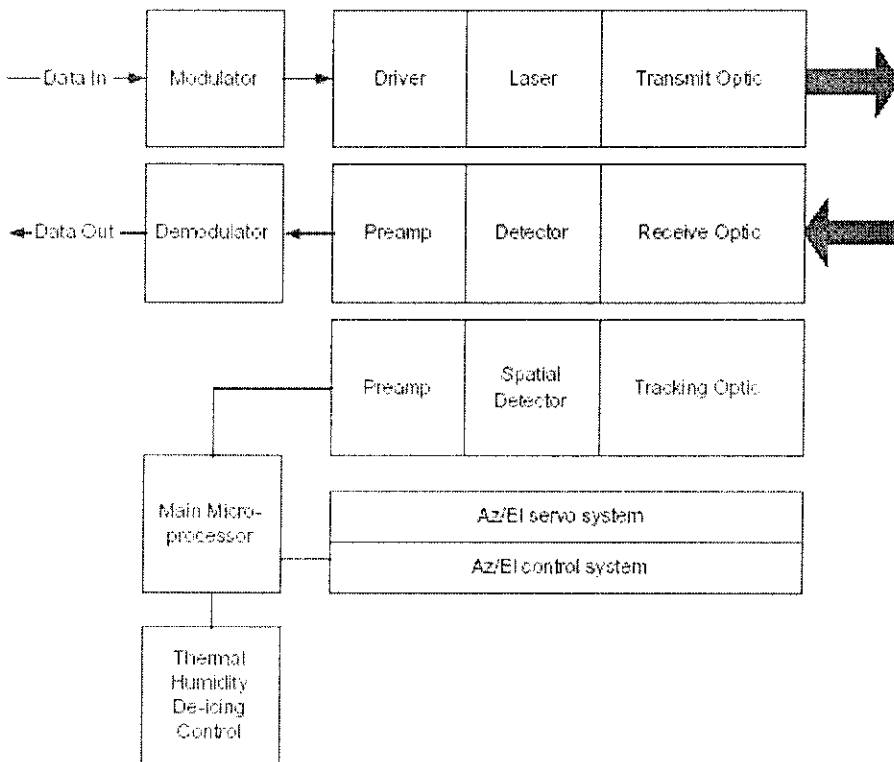 Data In
Modulator
Driver
Laser
Transmit Optic
Data Out
Demodulator
Preamp
Detector
Receive Optic
Preamp
Spatial
Detector
Tracking Optic
Main Micro-
processor
Az/El servo system
Az/El control system
Thermal
Humidity
De-icing
Control